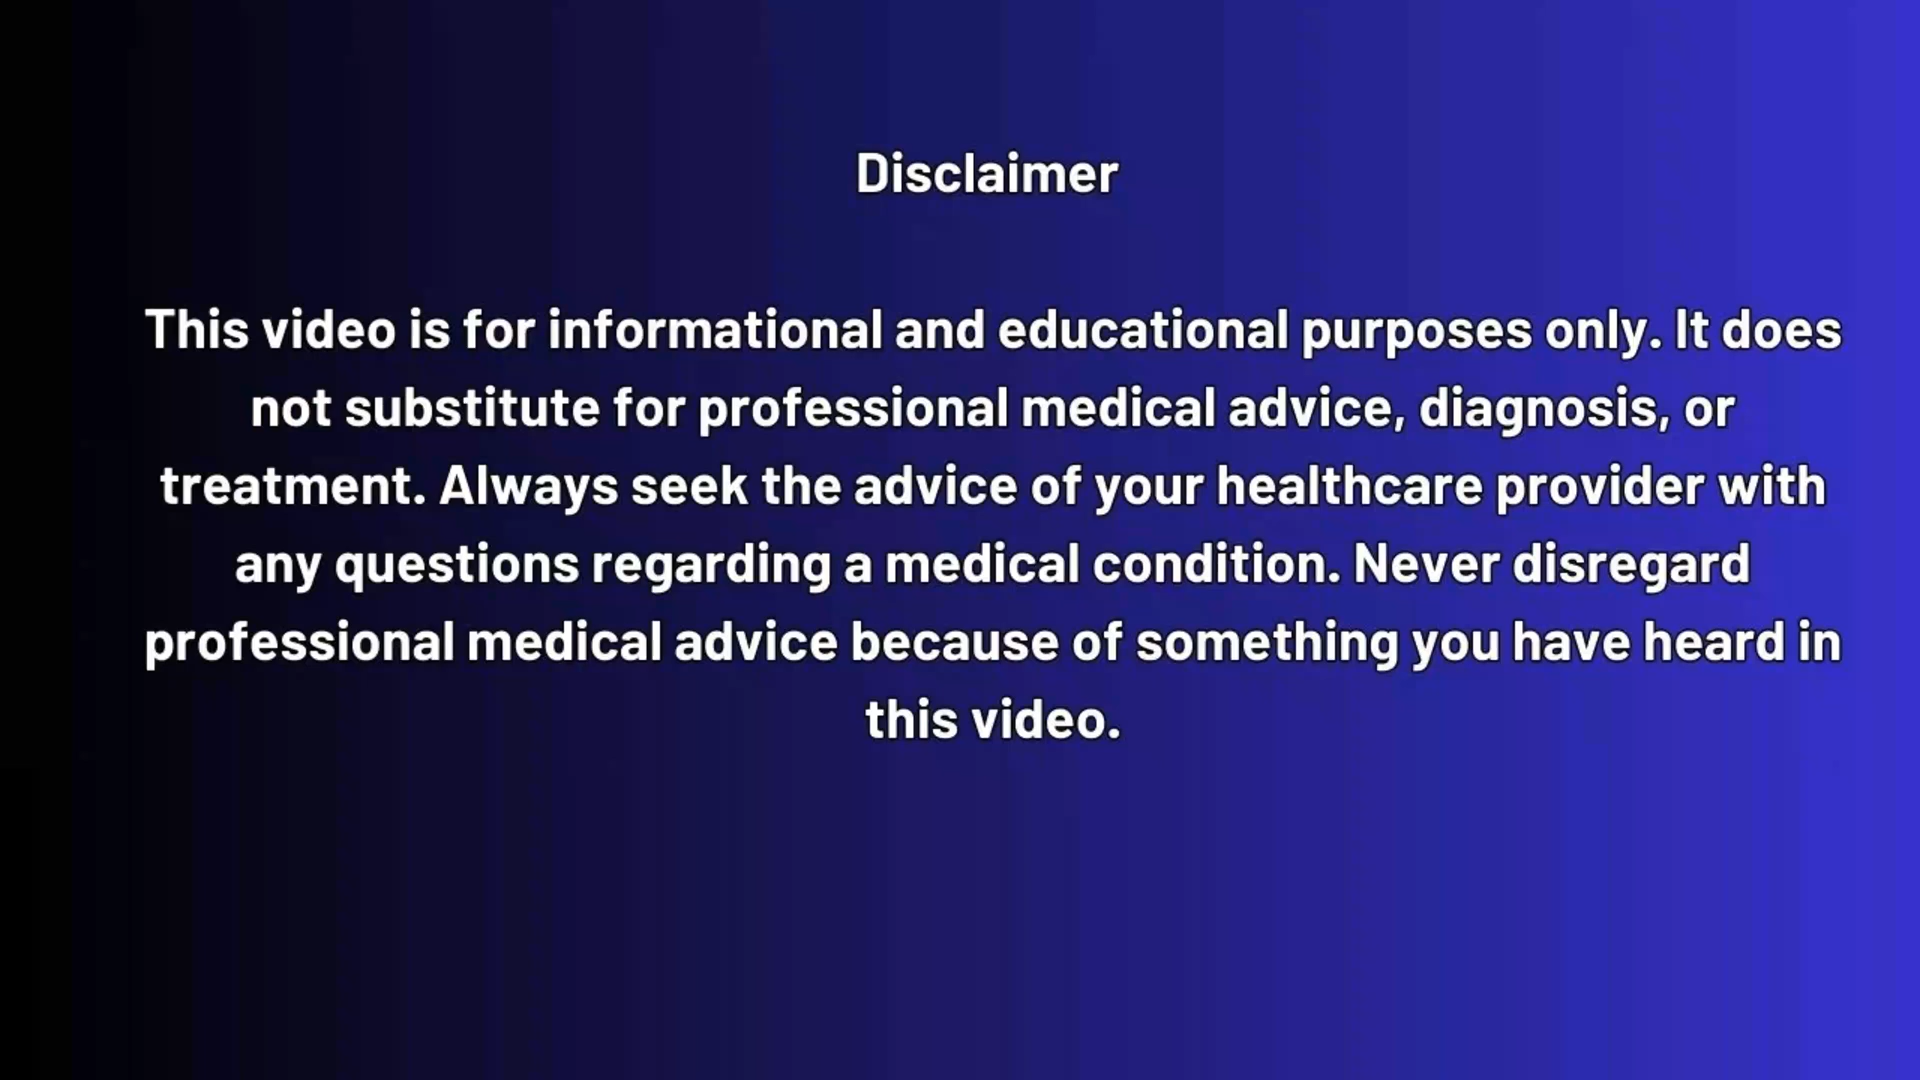 Disclaimer
This video is for informational and educational purposes only. It does
not substitute for professional medical advice, diagnosis, or
treatment. Always seek the advice of your healthcare provider with
any questions regarding a medical condition. Never disregard
professional medical advice because of something you have heard in
this video.